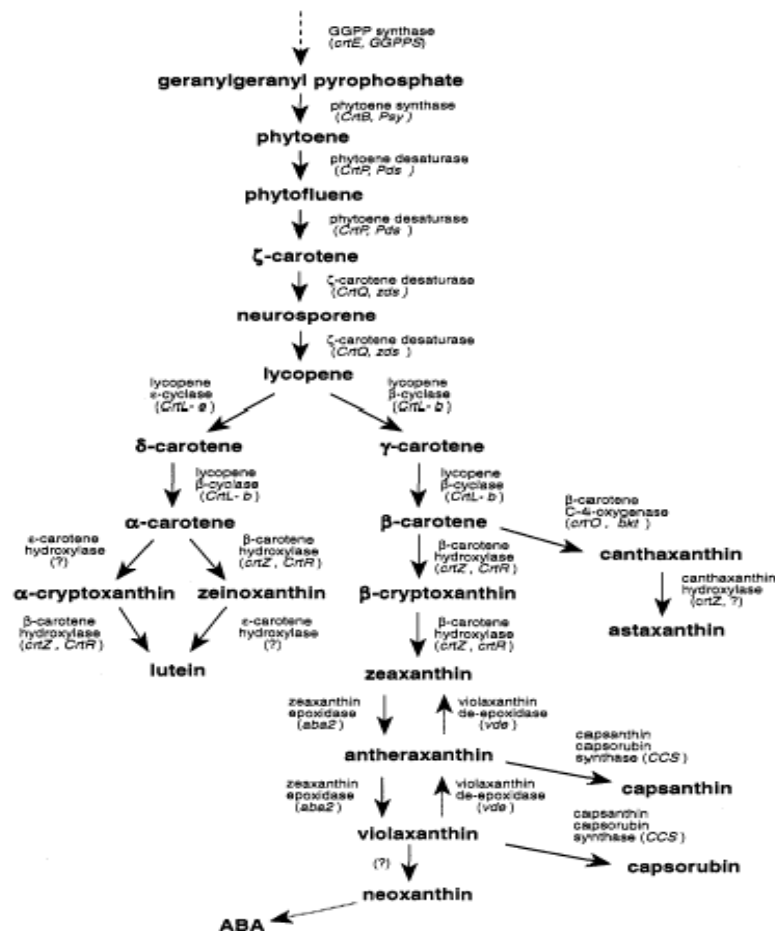 GGPP synthase
(crtE, GGPPS)
geranylgeranyl pyrophosphate
phytoene synthase
(CrtB, Psy)
phytoene
phytoene desaturase
(CrtP, Pds )
phytofluene
phytoene desaturase
(CrtP, Pds )
ζ-carotene
ζ-carotene desaturase
(CrtQ, zds )
neurosporene
ζ-carotene desaturase
(CrtQ, zds )
lycopene
lycopene
ε-cyclase
(CrtL- e)
lycopene
β-cyclase
(CrtL- b)
δ-carotene
γ-carotene
lycopene
β-cyclase
(CrtL- b)
lycopene
β-cyclase
(CrtL- b)
α-carotene
β-carotene
β-carotene
C-4-oxygenase
(crtO , bkt )
canthaxanthin
ε-carotene
hydroxylase
(?)
β-carotene
hydroxylase
(crtZ , CrtR)
β-carotene
hydroxylase
(crtZ , CrtR)
canthaxanthin
hydroxylase
(crtZ, ?)
α-cryptoxanthin
zeinoxanthin
β-cryptoxanthin
astaxanthin
β-carotene
hydroxylase
(crtZ , CrtR)
ε-carotene
hydroxylase
(?)
β-carotene
hydroxylase
(crtZ , crtR)
lutein
zeaxanthin
zeaxanthin
epoxidase
(aba2)
violaxanthin
de-epoxidase
(vde )
antheraxanthin
capsanthin
capsorubin
synthase (CCS)
capsanthin
zeaxanthin
epoxidase
(aba2)
violaxanthin
de-epoxidase
(vde )
violaxanthin
capsanthin
capsorubin
synthase (CCS)
capsorubin
(?)
neoxanthin
ABA